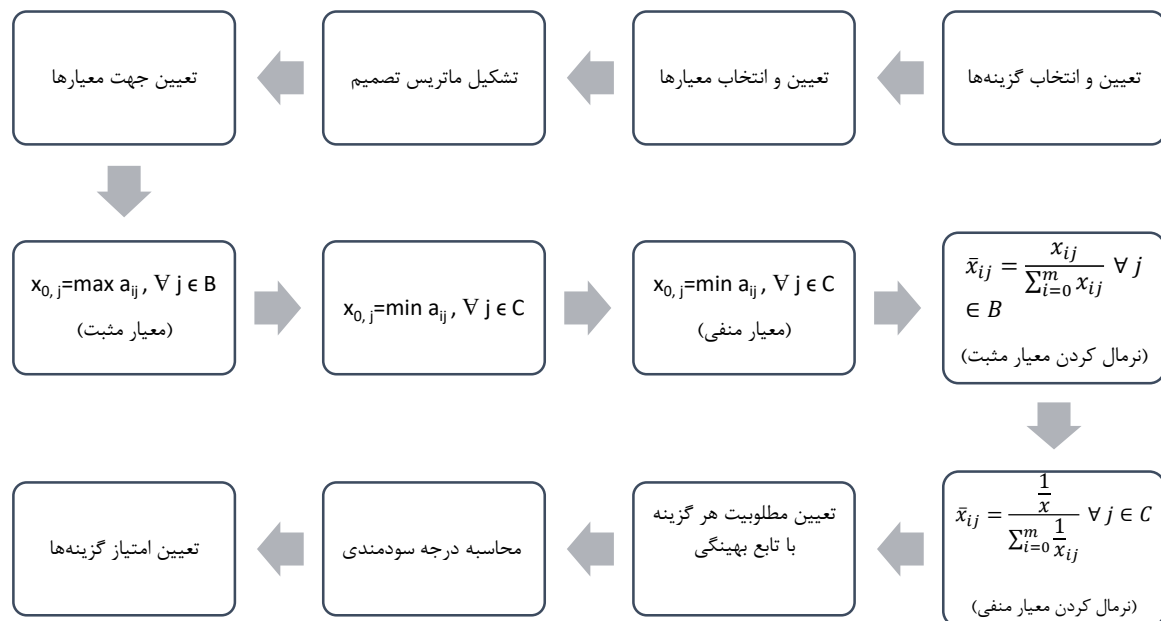 تعیین و انتخاب گزینه‌ها
تعیین و انتخاب معیارها
تشکیل ماتریس تصمیم
تعیین جهت معیارها
x₀, ⱼ=max aᵢⱼ , ∀ j ϵ B
(معیار مثبت)
x₀, ⱼ=min aᵢⱼ , ∀ j ϵ C
x₀, ⱼ=min aᵢⱼ , ∀ j ϵ C
(معیار منفی)
x̄ᵢⱼ = xᵢⱼ / ∑ᵢ₌₀ᵐ xᵢⱼ ∀ j
∈ B
(نرمال کردن معیار مثبت)
x̄ᵢⱼ = (1/x) / (∑ᵢ₌₀ᵐ 1/xᵢⱼ) ∀ j ∈ C
(نرمال کردن معیار منفی)
تعیین مطلوبیت هر گزینه
با تابع بهینگی
محاسبه درجه سودمندی
تعیین امتیاز گزینه‌ها